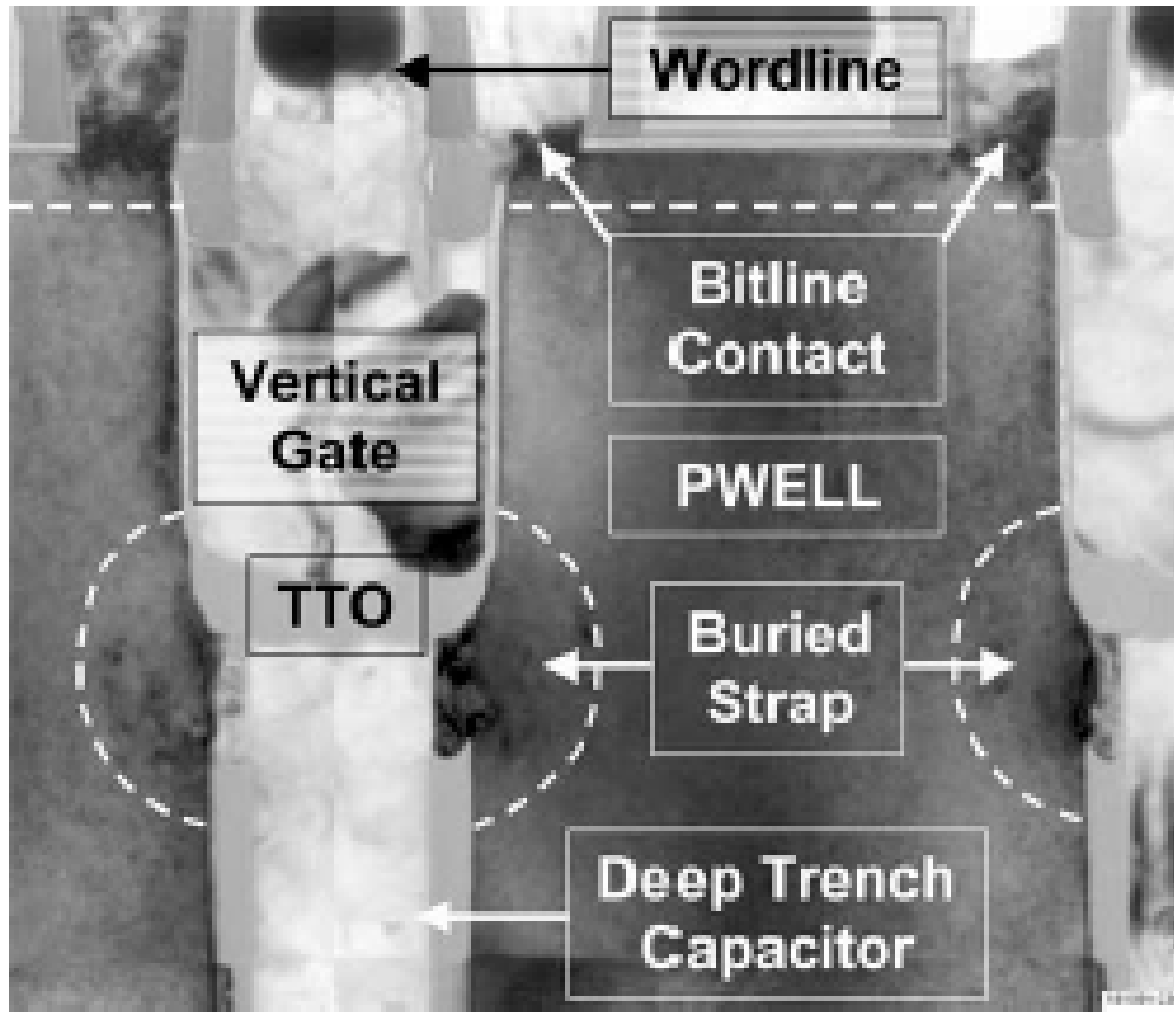 Wordline
Bitline
Contact
Vertical
Gate
PWELL
TTO
Buried
Strap
Deep Trench
Capacitor